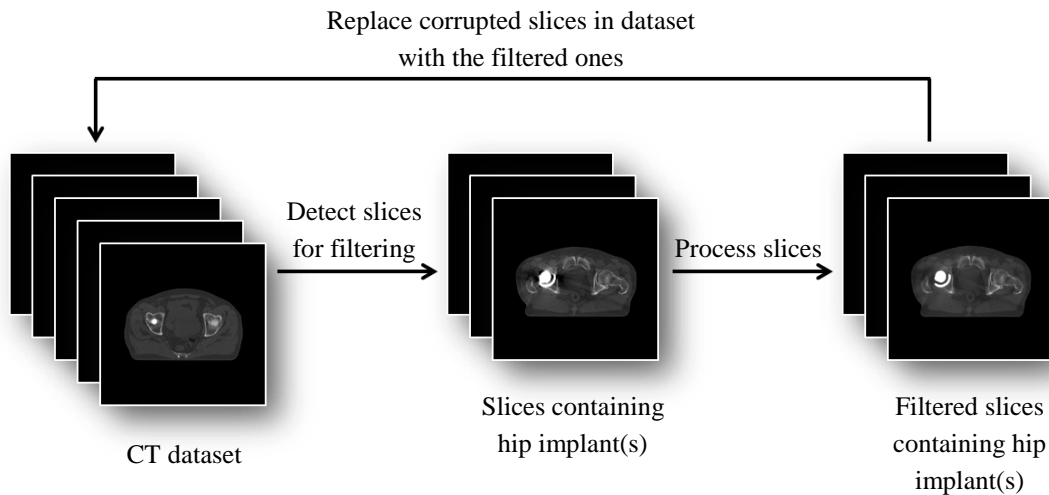 Replace corrupted slices in dataset
with the filtered ones
Detect slices
for filtering
Process slices
CT dataset
Slices containing
hip implant(s)
Filtered slices
containing hip
implant(s)